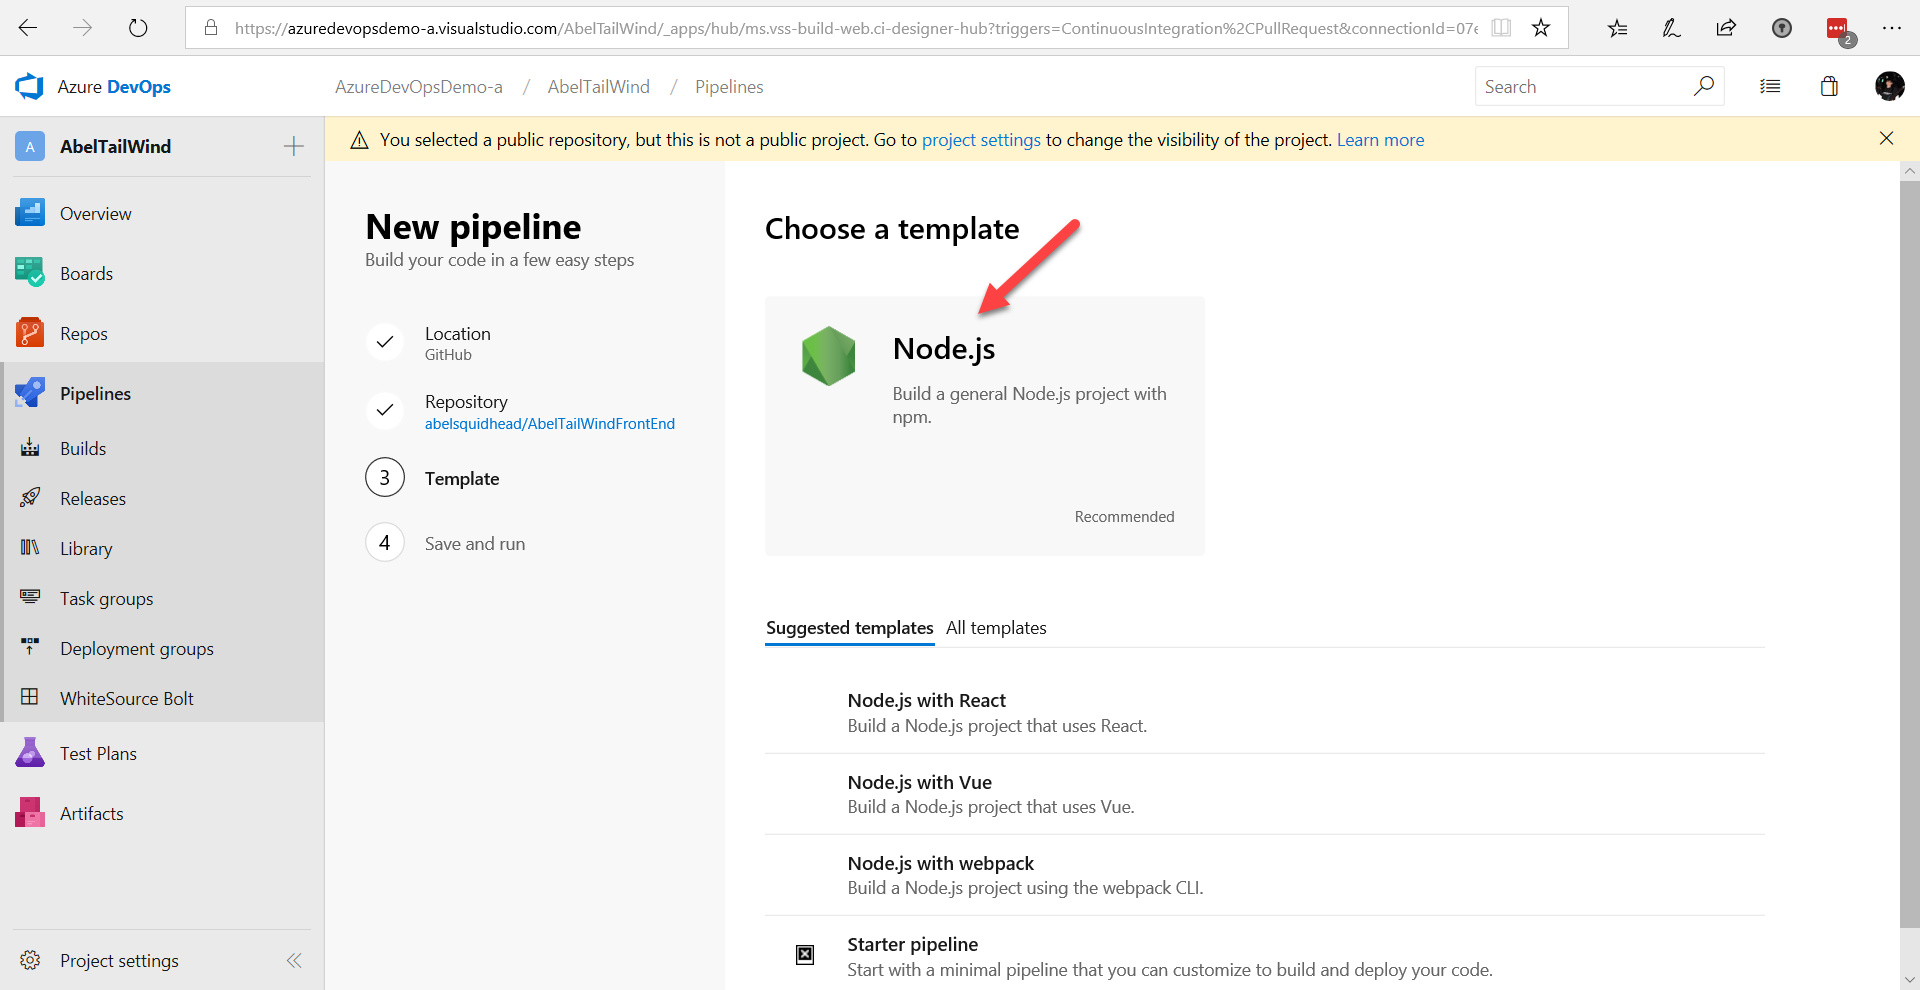 https://azuredevopsdemo-a.visualstudio.com/AbelTailWind/_apps/hub/ms.vss-build-web.ci-designer-hub?triggers=ContinuousIntegration%2CPullRequest&connectionId=07e
2
Azure DevOps
AzureDevOpsDemo-a / AbelTailWind / Pipelines
Search
A AbelTailWind
You selected a public repository, but this is not a public project. Go to project settings to change the visibility of the project. Learn more
Overview
Boards
Repos
Pipelines
Builds
Releases
Library
Task groups
Deployment groups
WhiteSource Bolt
Test Plans
Artifacts
Project settings
New pipeline
Build your code in a few easy steps
Location
GitHub
Repository
abelsquidhead/AbelTailWindFrontEnd
3 Template
4 Save and run
Choose a template
Node.js
Build a general Node.js project with
npm.
Recommended
Suggested templates All templates
Node.js with React
Build a Node.js project that uses React.
Node.js with Vue
Build a Node.js project that uses Vue.
Node.js with webpack
Build a Node.js project using the webpack CLI.
Starter pipeline
Start with a minimal pipeline that you can customize to build and deploy your code.